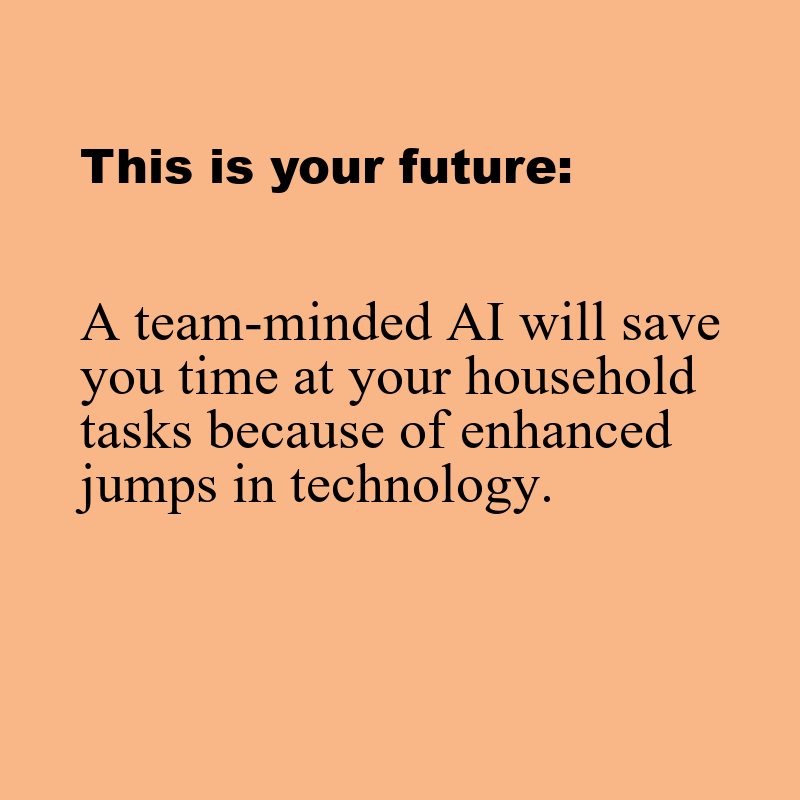 This is your future:
A team-minded AI will save
you time at your household
tasks because of enhanced
jumps in technology.